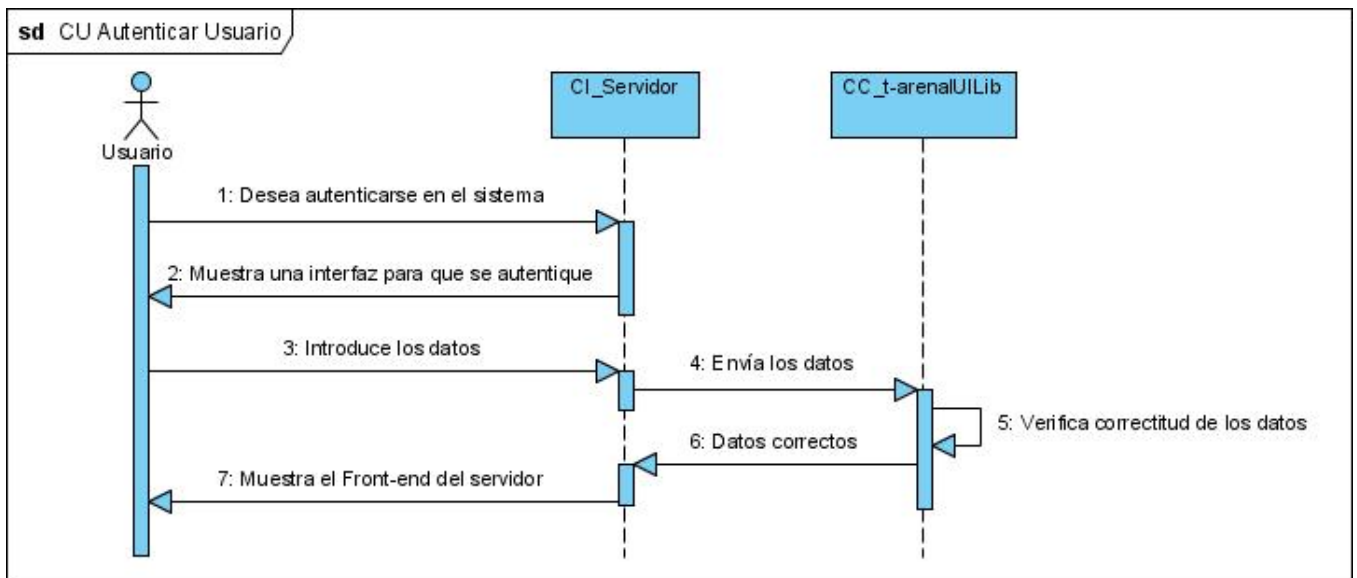 sd CU Autenticar Usuario
CI_Servidor
CC_t-arenalUILib
Usuario
1: Desea autenticarse en el sistema
2: Muestra una interfaz para que se autentique
3: Introduce los datos
4: Envía los datos
5: Verifica correctitud de los datos
6: Datos correctos
7: Muestra el Front-end del servidor